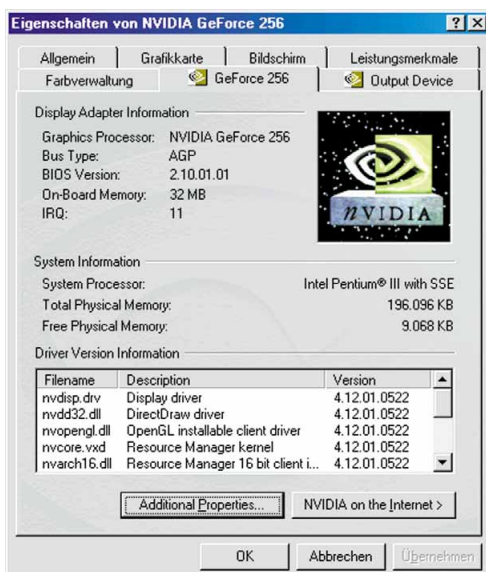 Eigenschaften von NVIDIA GeForce 256
Allgemein Grafikkarte Bildschirm Leistungsmerkmale
Farbverwaltung GeForce 256 Output Device
Display Adapter Information
Graphics Processor: NVIDIA GeForce 256
Bus Type: AGP
BIOS Version: 2.10.01.01
On-Board Memory: 32 MB
IRQ: 11
nVIDIA
System Information
System Processor: Intel Pentium® III with SSE
Total Physical Memory: 196.096 KB
Free Physical Memory: 9.068 KB
Driver Version Information
Filename Description Version
nvdisp.drv Display driver 4.12.01.0522
nvdd32.dll DirectDraw driver 4.12.01.0522
nvopengl.dll OpenGL installable client driver 4.12.01.0522
nvcore.vxd Resource Manager kernel 4.12.01.0522
nvarch16.dll Resource Manager 16 bit client i... 4.12.01.0522
Additional Properties... NVIDIA on the Internet >
OK Abbrechen Übernehmen